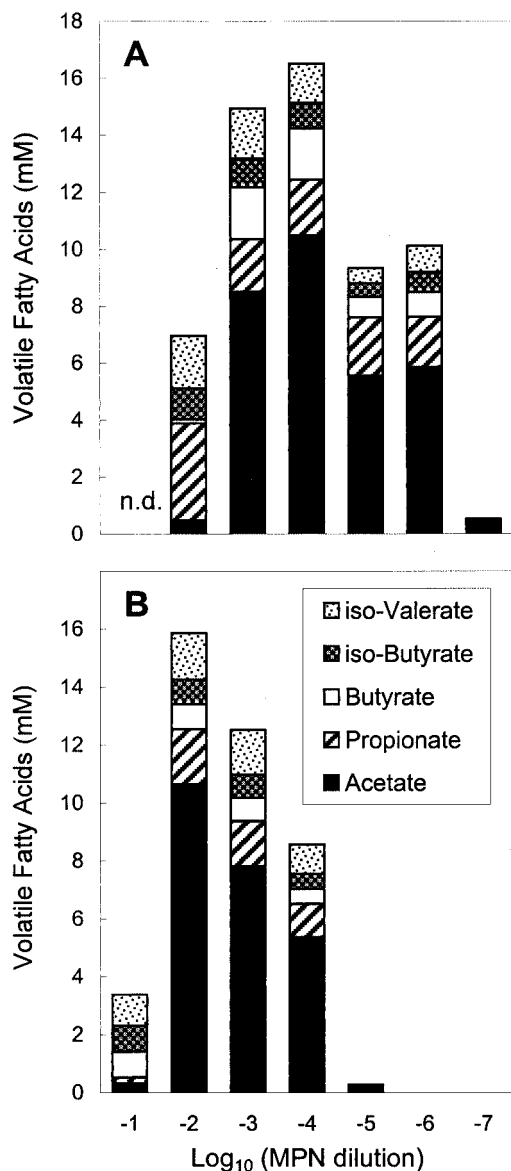 A
Volatile Fatty Acids (mM)
18
16
14
12
10
8
6
4
2
0
n.d.
B
Volatile Fatty Acids (mM)
16
14
12
10
8
6
4
2
0
iso-Valerate
iso-Butyrate
Butyrate
Propionate
Acetate
-1 -2 -3 -4 -5 -6 -7
Log₁₀ (MPN dilution)